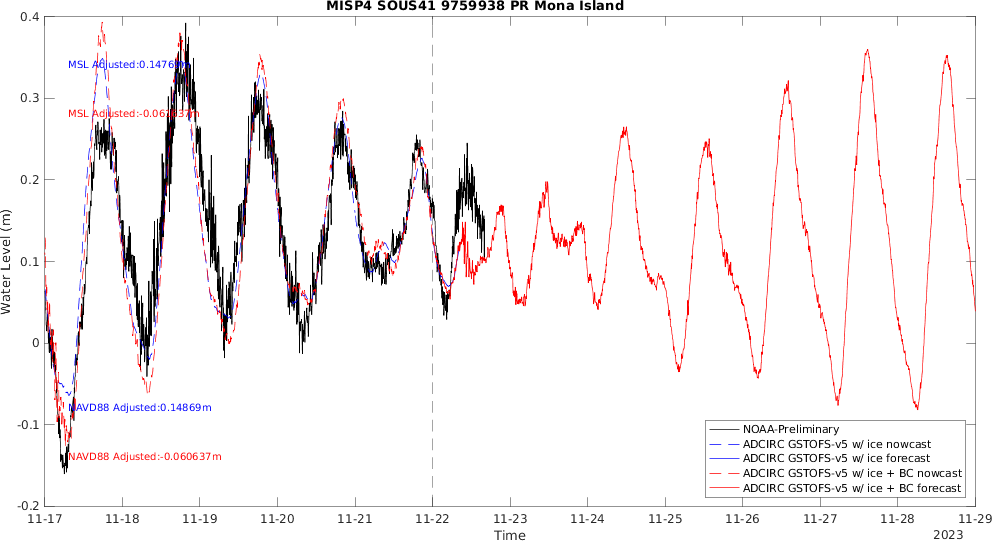 MISP4 SOUS41 9759938 PR Mona Island
Water Level (m)
0.4
0.3
0.2
0.1
0
-0.1
-0.2
MSL Adjusted:0.14769m
MSL Adjusted:-0.061637m
NAVD88 Adjusted:0.14869m
NAVD88 Adjusted:-0.060637m
NOAA-Preliminary
ADCIRC GSTOFS-v5 w/ ice nowcast
ADCIRC GSTOFS-v5 w/ ice forecast
ADCIRC GSTOFS-v5 w/ ice + BC nowcast
ADCIRC GSTOFS-v5 w/ ice + BC forecast
11-17 11-18 11-19 11-20 11-21 11-22 11-23 11-24 11-25 11-26 11-27 11-28 11-29
Time
2023